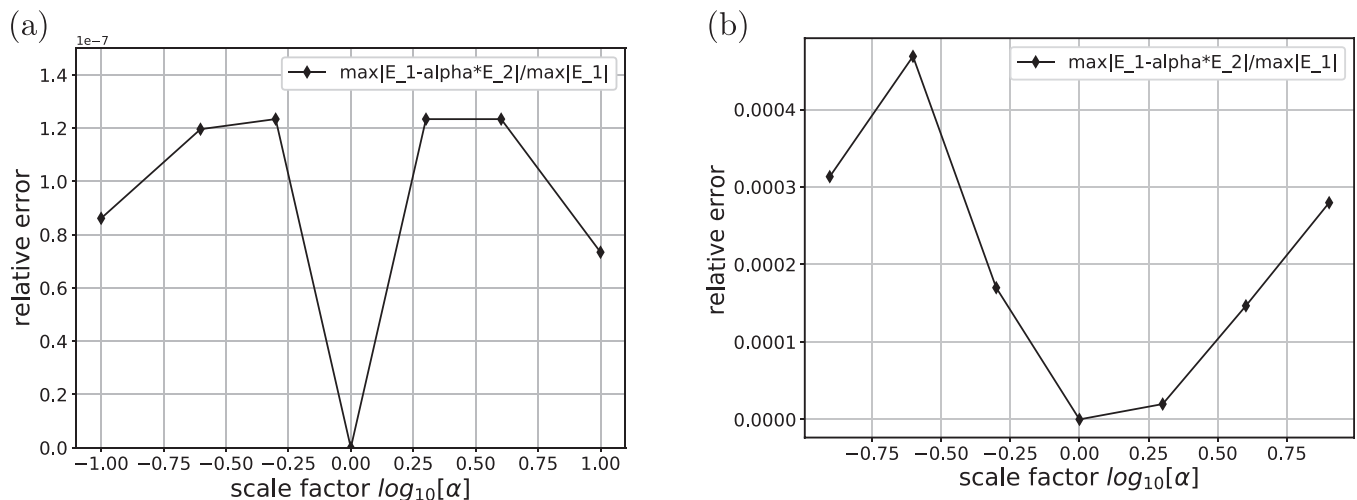 (a)
1e−7
max|E_1-alpha*E_2|/max|E_1|
relative error
1.4
1.2
1.0
0.8
0.6
0.4
0.2
0.0
−1.00 −0.75 −0.50 −0.25 0.00 0.25 0.50 0.75 1.00
scale factor log10[α]
(b)
max|E_1-alpha*E_2|/max|E_1|
relative error
0.0004
0.0003
0.0002
0.0001
0.0000
−0.75 −0.50 −0.25 0.00 0.25 0.50 0.75
scale factor log10[α]